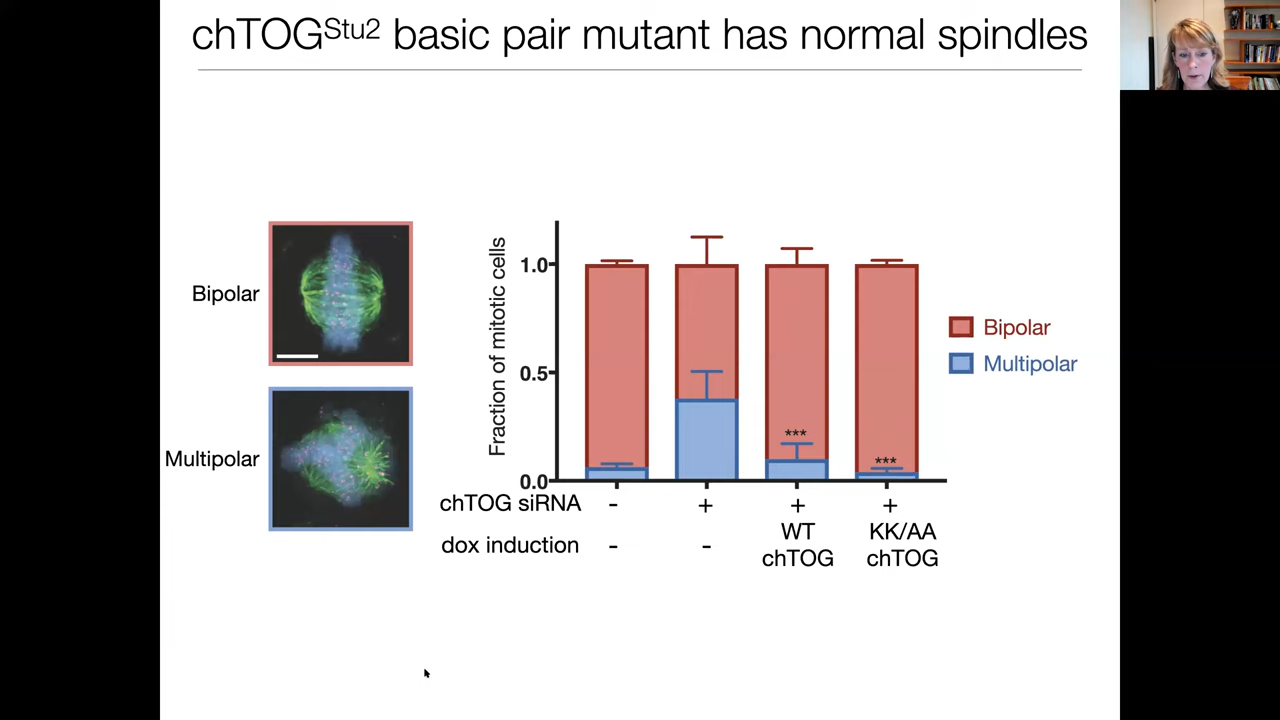 chTOGStu2 basic pair mutant has normal spindles
Bipolar
Multipolar
Fraction of mitotic cells
1.0
0.5
0.0
***
***
Bipolar
Multipolar
chTOG siRNA - + + +
dox induction - - WT chTOG KK/AA chTOG